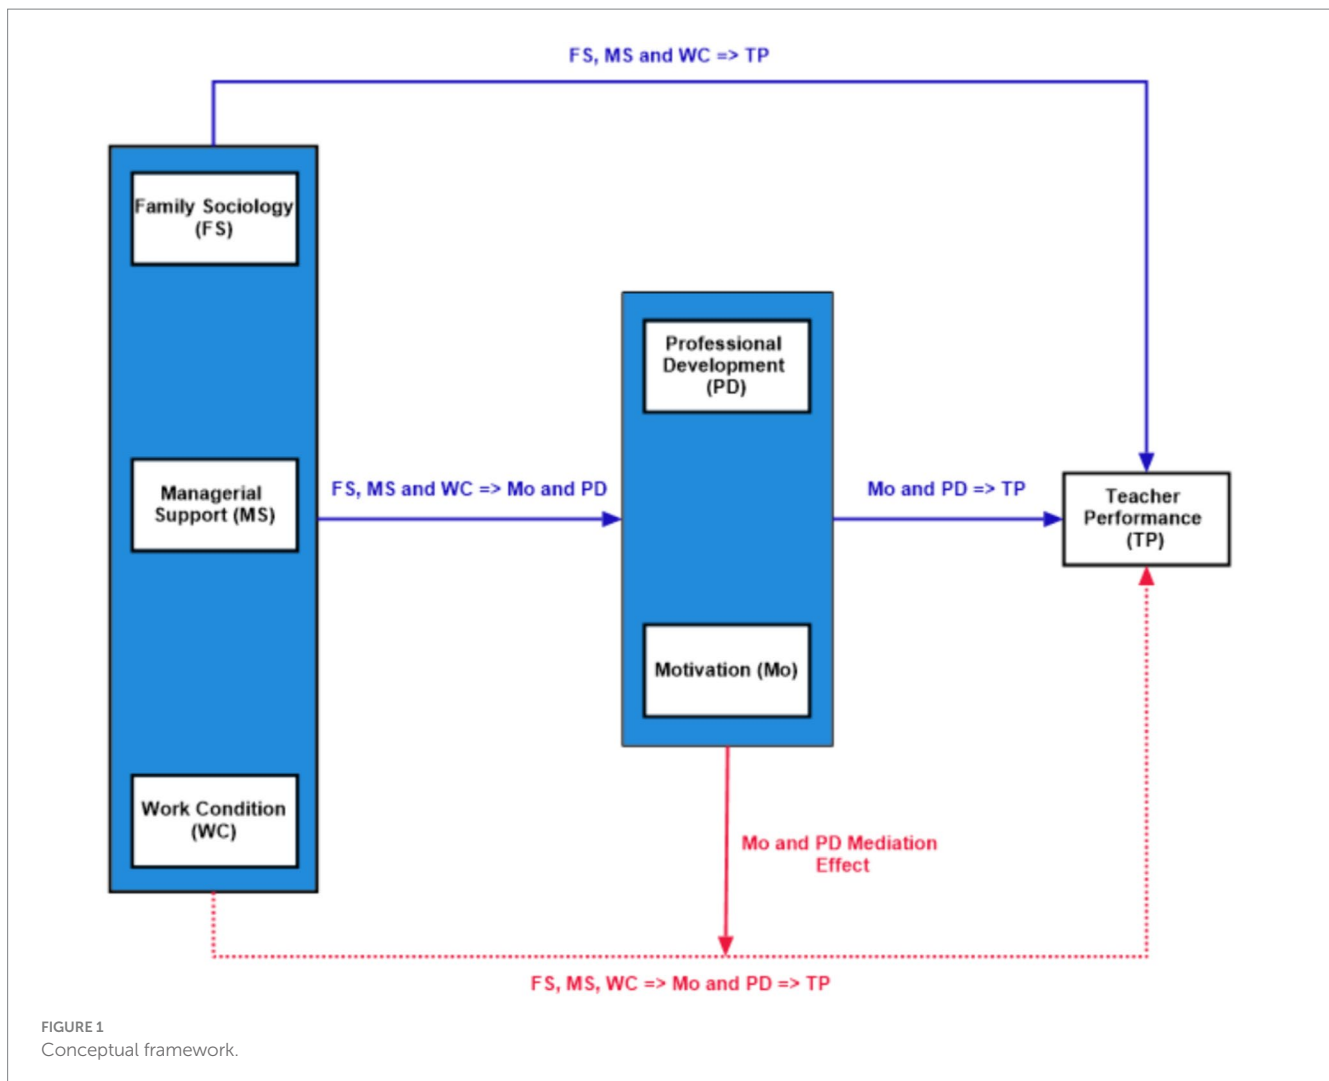 FS, MS and WC => TP
Family Sociology
(FS)
Professional
Development
(PD)
Managerial
Support (MS)
FS, MS and WC => Mo and PD
Mo and PD => TP
Teacher
Performance
(TP)
Motivation (Mo)
Work Condition
(WC)
Mo and PD Mediation
Effect
FS, MS, WC => Mo and PD => TP
FIGURE 1
Conceptual framework.